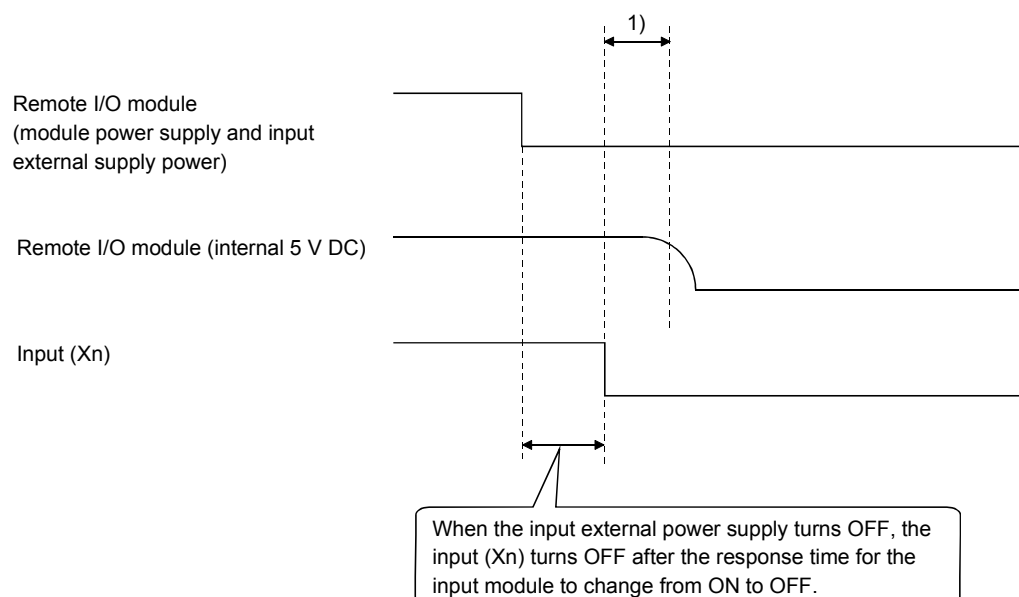 1)
Remote I/O module
(module power supply and input
external supply power)
Remote I/O module (internal 5 V DC)
Input (Xn)
When the input external power supply turns OFF, the
input (Xn) turns OFF after the response time for the
input module to change from ON to OFF.